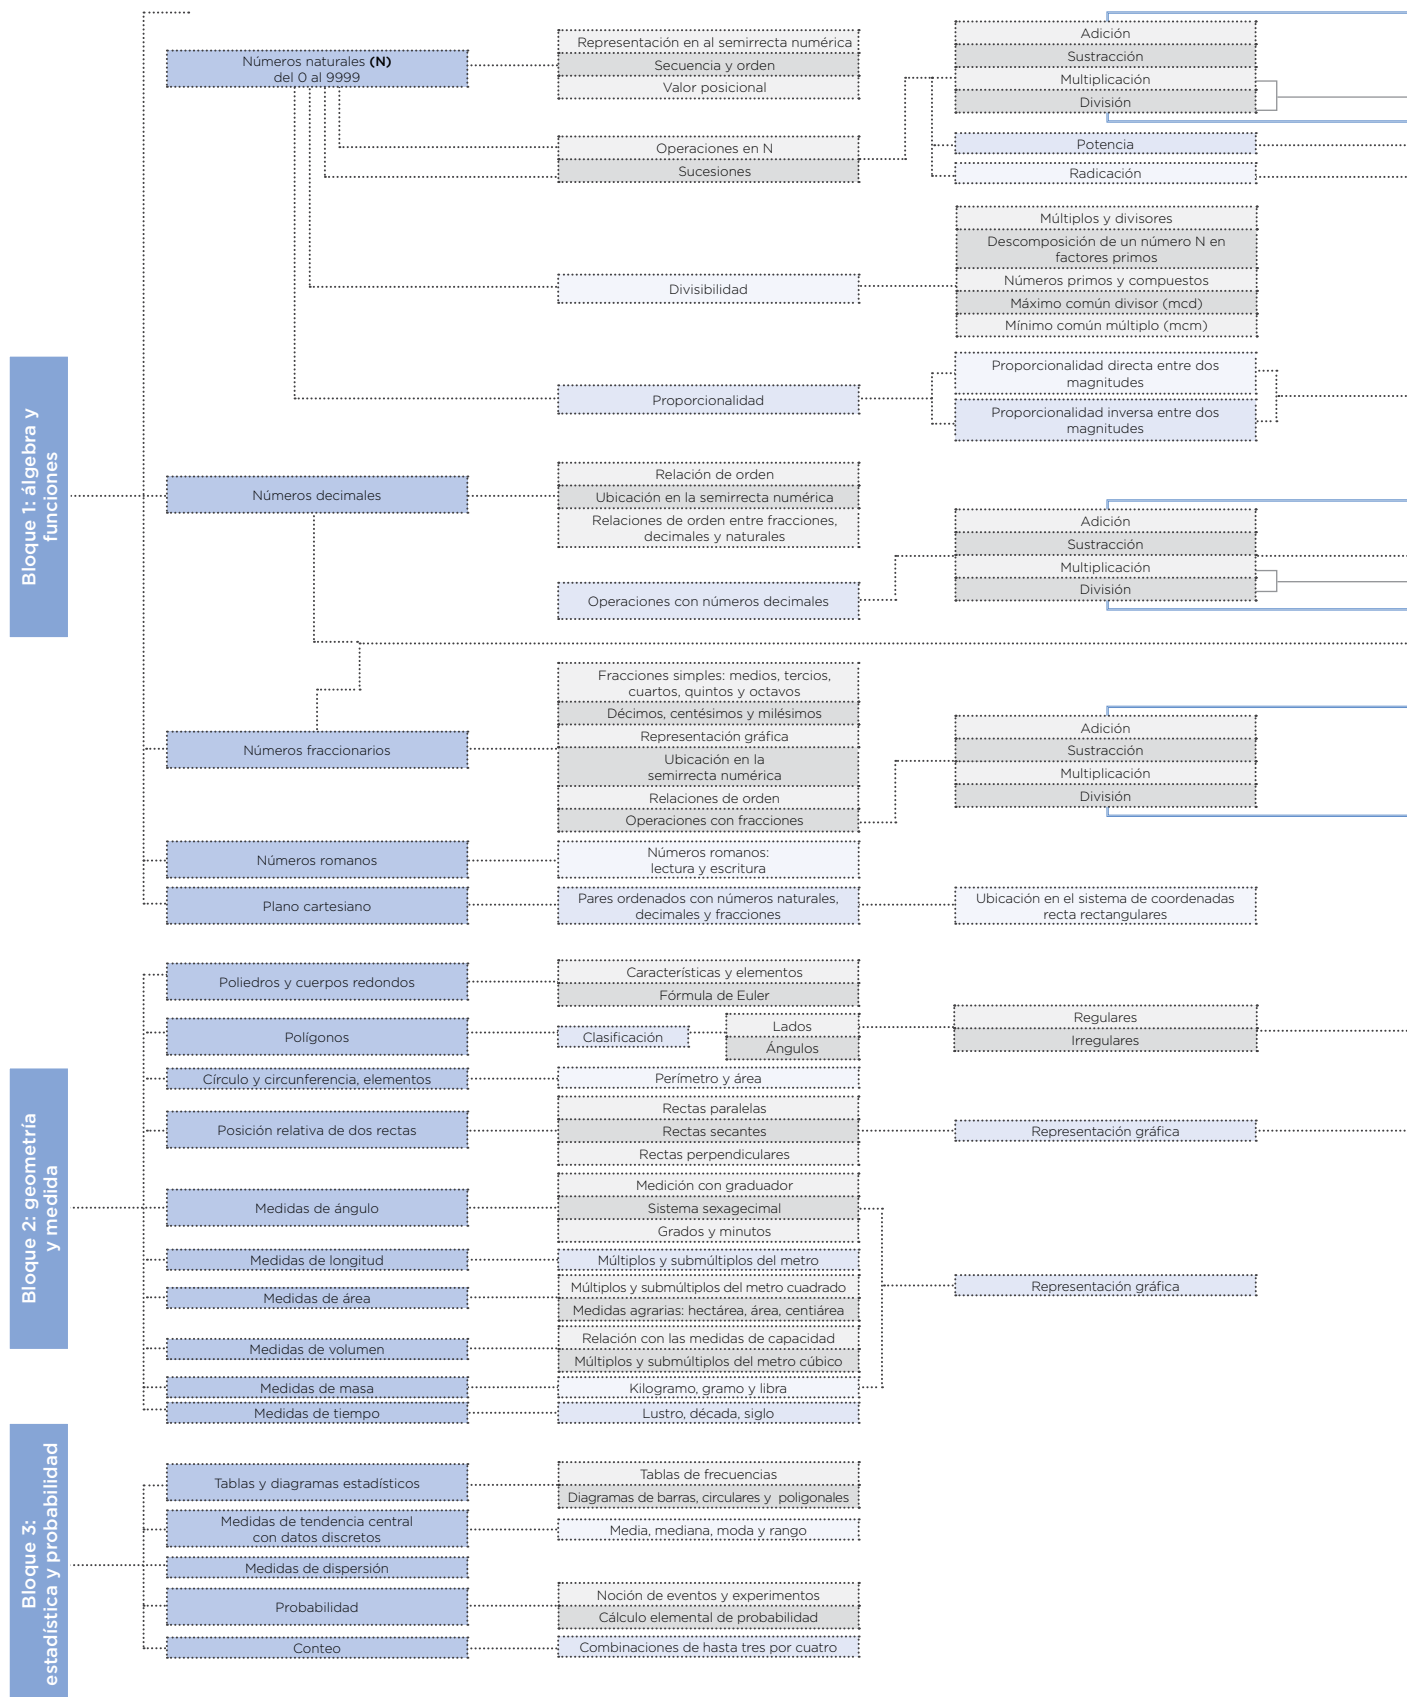 Bloque 1: álgebra y
funciones
Números naturales (N)
del 0 al 9999
Representación en al semirrecta numérica
Secuencia y orden
Valor posicional
Operaciones en N
Sucesiones
Adición
Sustracción
Multiplicación
División
Potencia
Radicación
Divisibilidad
Múltiplos y divisores
Descomposición de un número N en
factores primos
Números primos y compuestos
Máximo común divisor (mcd)
Mínimo común múltiplo (mcm)
Proporcionalidad
Proporcionalidad directa entre dos
magnitudes
Proporcionalidad inversa entre dos
magnitudes
Números decimales
Relación de orden
Ubicación en la semirrecta numérica
Relaciones de orden entre fracciones,
decimales y naturales
Operaciones con números decimales
Adición
Sustracción
Multiplicación
División
Números fraccionarios
Fracciones simples: medios, tercios,
cuartos, quintos y octavos
Décimos, centésimos y milésimos
Representación gráfica
Ubicación en la
semirrecta numérica
Relaciones de orden
Operaciones con fracciones
Adición
Sustracción
Multiplicación
División
Números romanos
Números romanos:
lectura y escritura
Plano cartesiano
Pares ordenados con números naturales,
decimales y fracciones
Ubicación en el sistema de coordenadas
recta rectangulares
Bloque 2: geometría
y medida
Poliedros y cuerpos redondos
Características y elementos
Fórmula de Euler
Polígonos
Clasificación
Lados
Ángulos
Regulares
Irregulares
Círculo y circunferencia, elementos
Perímetro y área
Posición relativa de dos rectas
Rectas paralelas
Rectas secantes
Rectas perpendiculares
Representación gráfica
Medidas de ángulo
Medición con graduador
Sistema sexagecimal
Grados y minutos
Medidas de longitud
Múltiplos y submúltiplos del metro
Medidas de área
Múltiplos y submúltiplos del metro cuadrado
Medidas agrarias: hectárea, área, centiárea
Representación gráfica
Medidas de volumen
Relación con las medidas de capacidad
Múltiplos y submúltiplos del metro cúbico
Medidas de masa
Kilogramo, gramo y libra
Medidas de tiempo
Lustro, década, siglo
Bloque 3:
estadística y probabilidad
Tablas y diagramas estadísticos
Tablas de frecuencias
Diagramas de barras, circulares y poligonales
Medidas de tendencia central
con datos discretos
Media, mediana, moda y rango
Medidas de dispersión
Probabilidad
Noción de eventos y experimentos
Cálculo elemental de probabilidad
Conteo
Combinaciones de hasta tres por cuatro